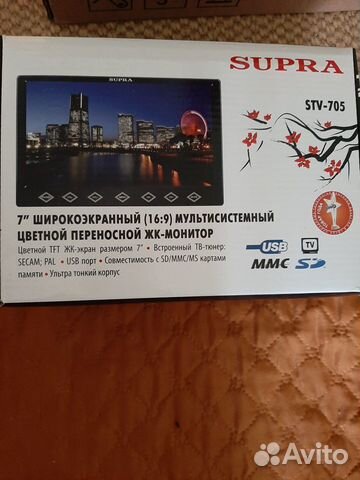 SUPRA
SUPRA
STV-705
7" ШИРОКОЭКРАННЫЙ (16:9) МУЛЬТИСИСТЕМНЫЙ
ЦВЕТНОЙ ПЕРЕНОСНОЙ ЖК-МОНИТОР
Цветной TFT ЖК-экран размером 7" • Встроенный ТВ-тюнер:
SECAM; PAL • USB порт • Совместимость с SD/MMC/MS картами
памяти • Ультра тонкий корпус
USB
TV
MMC
SD
Avito